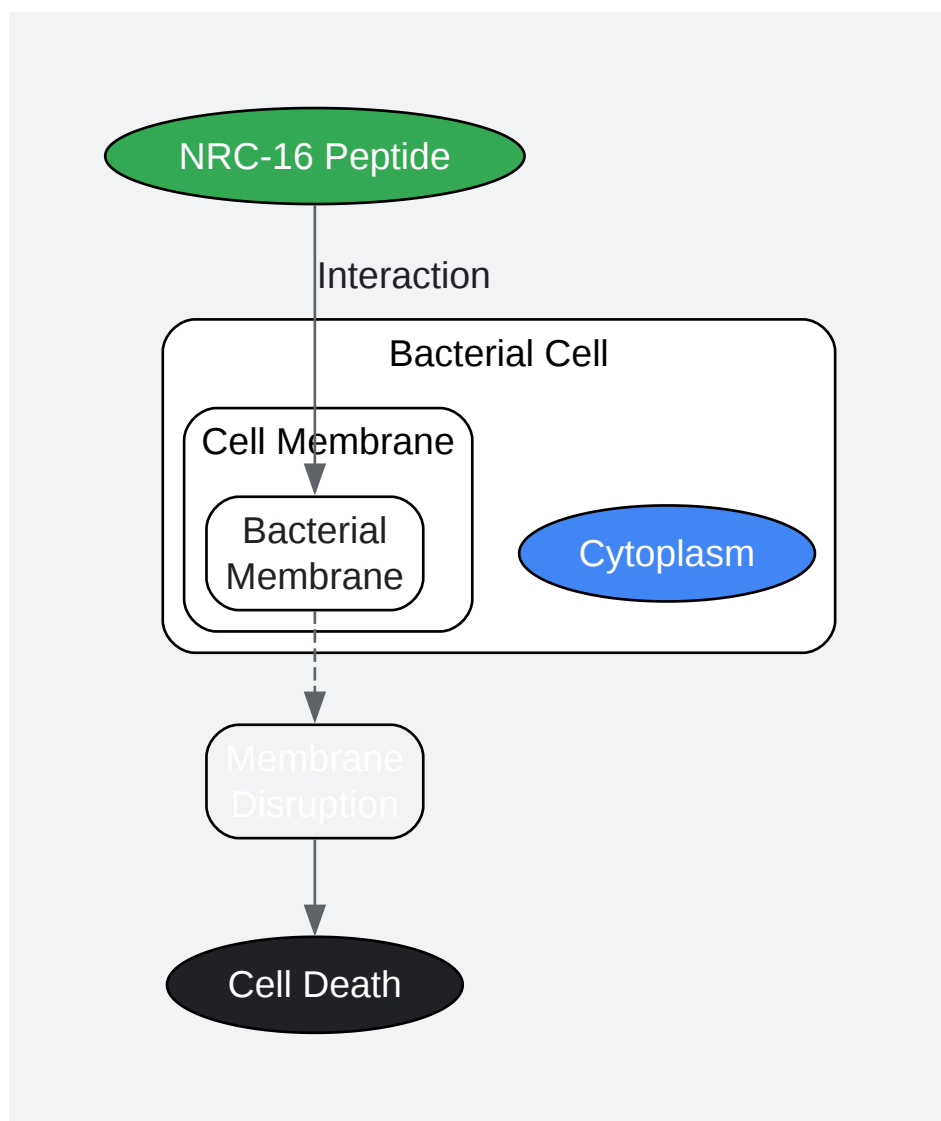 NRC-16 Peptide
Interaction
Bacterial Cell
Cell Membrane
Bacterial
Membrane
Cytoplasm
Membrane
Disruption
Cell Death